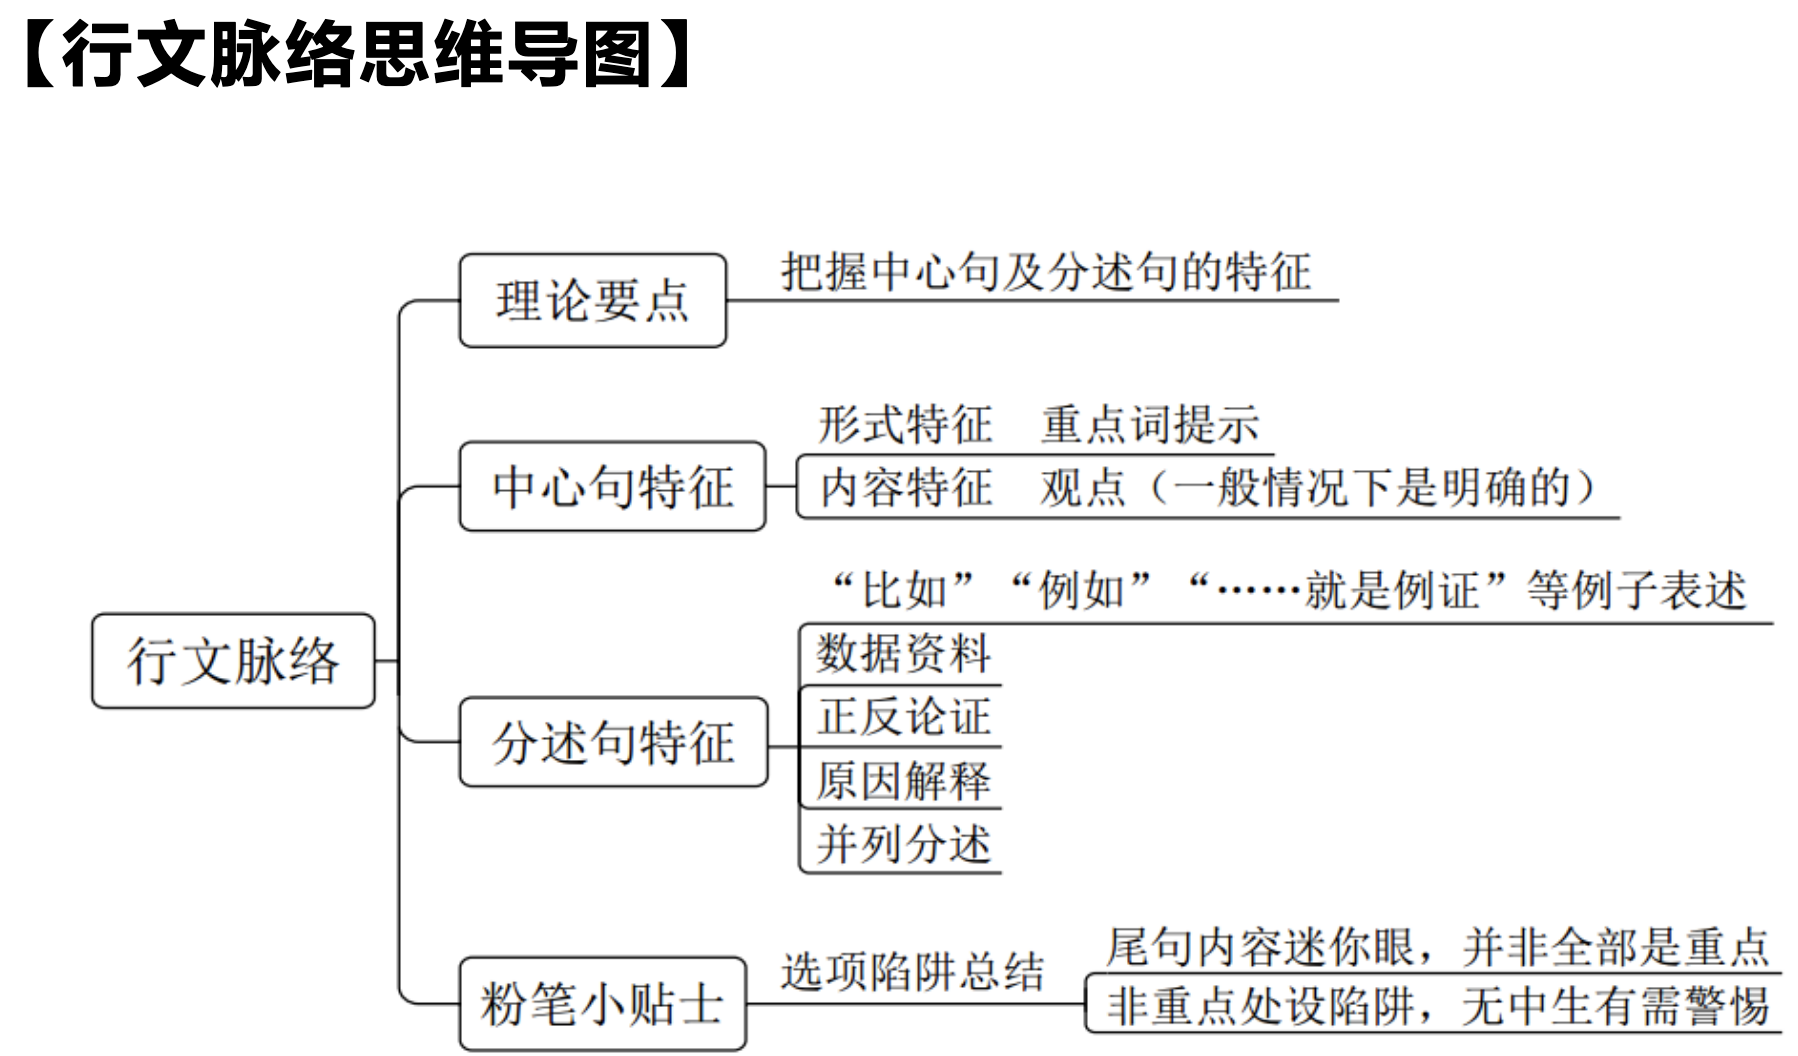 【行文脉络思维导图】
理论要点
把握中心句及分述句的特征
形式特征 重点词提示
中心句特征
内容特征 观点（一般情况下是明确的）
“比如”“例如”“……就是例证”等例子表述
数据资料
行文脉络
正反论证
分述句特征
原因解释
并列分述
尾句内容迷你眼，并非全部是重点
选项陷阱总结
粉笔小贴士
非重点处设陷阱，无中生有需警惕